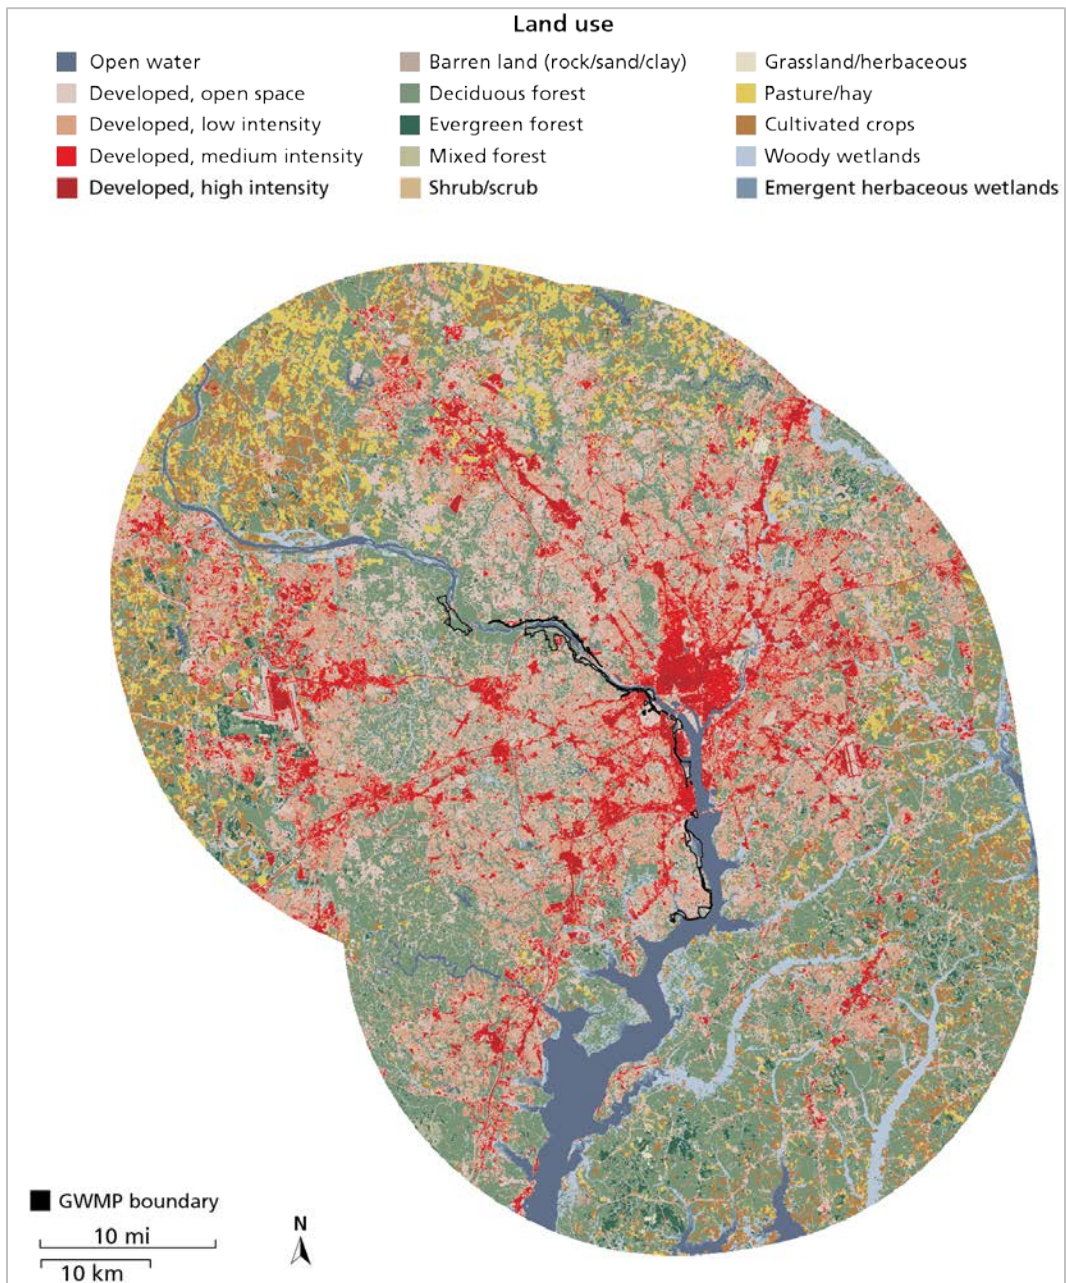 Land use
Open water
Developed, open space
Developed, low intensity
Developed, medium intensity
Developed, high intensity
Barren land (rock/sand/clay)
Deciduous forest
Evergreen forest
Mixed forest
Shrub/scrub
Grassland/herbaceous
Pasture/hay
Cultivated crops
Woody wetlands
Emergent herbaceous wetlands
GWMP boundary
10 mi
10 km
N